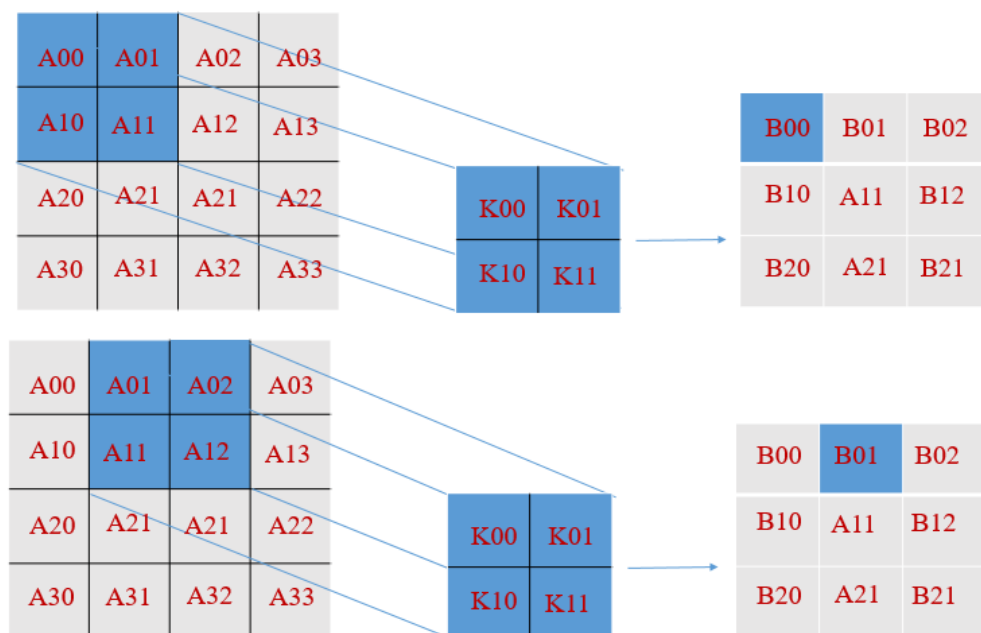 A00 A01 A02 A03
A10 A11 A12 A13
A20 A21 A21 A22
A30 A31 A32 A33
K00 K01
K10 K11
B00 B01 B02
B10 A11 B12
B20 A21 B21
A00 A01 A02 A03
A10 A11 A12 A13
A20 A21 A21 A22
A30 A31 A32 A33
K00 K01
K10 K11
B00 B01 B02
B10 A11 B12
B20 A21 B21